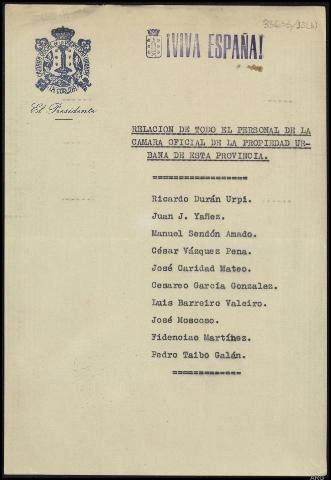 ¡VIVA ESPAÑA!
LA CORUÑA
El Presidente
RELACION DE TODO EL PERSONAL DE LA
CAMARA OFICIAL DE LA PROPIEDAD UR-
BANA DE ESTA PROVINCIA.
==================
Ricardo Durán Urpi.
Juan J. Yañez.
Manuel Sendón Amado.
César Vázquez Pena.
José Caridad Mateo.
Cesareo García Gonzalez.
Luis Barreiro Valeiro.
José Moscoso.
Fidenciao Martínez.
Pedro Taibo Galán.
=============